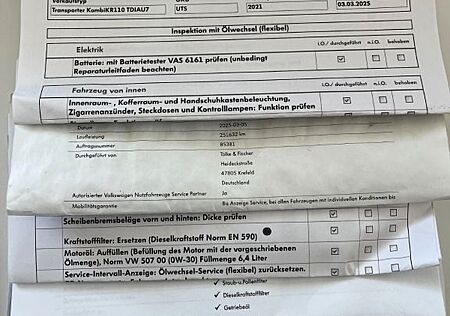 Verkaufstyp
Transporter KombiKR110 TDIAU7 UTS 2021 03.03.2025
Inspektion mit Ölwechsel (flexibel)
Elektrik i.O./ durchgeführt n.i.O. behoben
Batterie: mit Batterietester VAS 6161 prüfen (unbedingt
Reparaturleitfaden beachten)
Fahrzeug von innen i.O./ durchgeführt n.i.O. behoben
Innenraum- , Kofferraum- und Handschuhkastenbeleuchtung,
Zigarrenanzünder, Steckdosen und Kontrolllampen: Funktion prüfen
Datum 2025-03-05
Laufleistung 251632 km
Auftragsnummer 85381
Durchgeführt von Tölke & Fischer
Heideckstraße
47805 Krefeld
Deutschland
Autorisierter Volkswagen Nutzfahrzeuge Service Partner Ja
Mobilitätsgarantie Bis Anzeige Service, bei allen Fahrzeugen mit individuellen Konditionen bis
Scheibenbremsbeläge vorn und hinten: Dicke prüfen
Kraftstofffilter: Ersetzen (Dieselkraftstoff Norm EN 590)
Motoröl: Auffüllen (Befüllung des Motor mit der vorgeschriebenen
Ölmenge), Norm VW 507 00 (0W-30) Füllmenge 6,4 Liter
Service-Intervall-Anzeige: Ölwechsel-Service (flexibel) zurücksetzen.
✓ Staub-u.Pollenfilter
✓ Dieselkraftstofffilter
✓ Getriebeöl